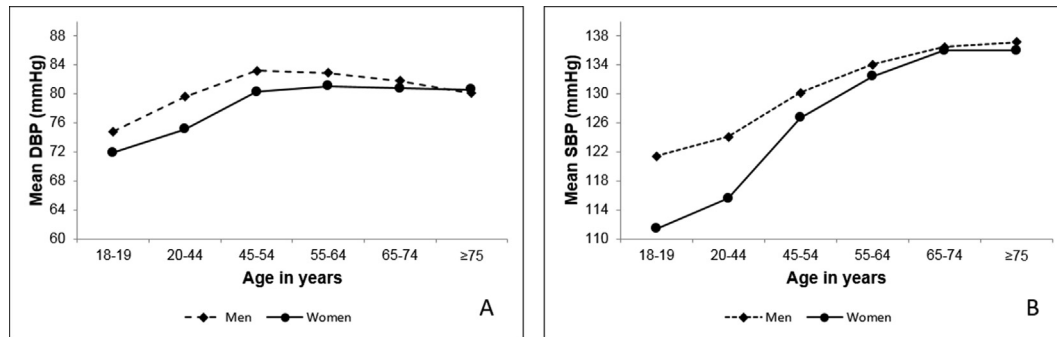 Mean DBP (mmHg)
88
84
80
76
72
68
64
60
18-19 20-44 45-54 55-64 65-74 ≥75
Age in years
Men Women
A
Mean SBP (mmHg)
138
134
130
126
122
118
114
110
18-19 20-44 45-54 55-64 65-74 ≥75
Age in years
Men Women
B